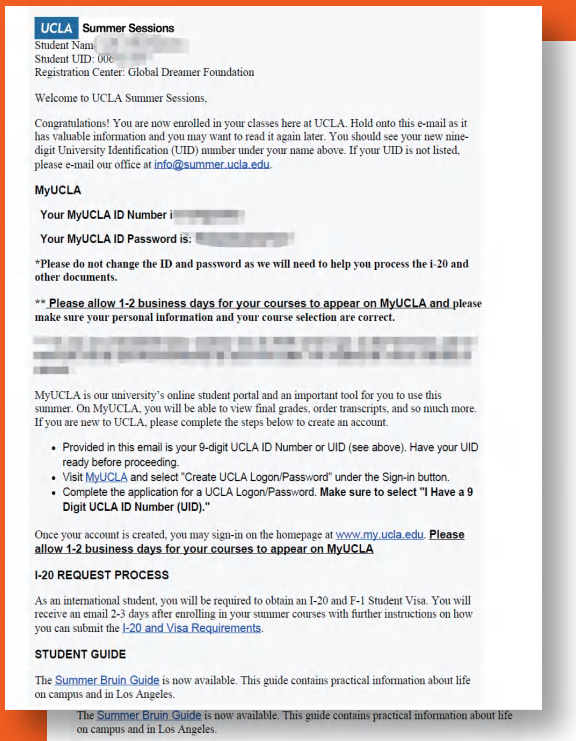 UCLA Summer Sessions
Student Nam
Student UID: 006
Registration Center: Global Dreamer Foundation
Welcome to UCLA Summer Sessions,
Congratulations! You are now enrolled in your classes here at UCLA. Hold onto this e-mail as it
has valuable information and you may want to read it again later. You should see your new nine-
digit University Identification (UID) number under your name above. If your UID is not listed,
please e-mail our office at info@summer.ucla.edu.
MyUCLA
Your MyUCLA ID Number i
Your MyUCLA ID Password is:
*Please do not change the ID and password as we will need to help you process the i-20 and
other documents.
** Please allow 1-2 business days for your courses to appear on MyUCLA and please
make sure your personal information and your course selection are correct.
MyUCLA is our university's online student portal and an important tool for you to use this
summer. On MyUCLA, you will be able to view final grades, order transcripts, and so much more.
If you are new to UCLA, please complete the steps below to create an account.
• Provided in this email is your 9-digit UCLA ID Number or UID (see above). Have your UID
ready before proceeding.
• Visit MyUCLA and select "Create UCLA Logon/Password" under the Sign-in button.
• Complete the application for a UCLA Logon/Password. Make sure to select "I Have a 9
Digit UCLA ID Number (UID)."
Once your account is created, you may sign-in on the homepage at www.my.ucla.edu. Please
allow 1-2 business days for your courses to appear on MyUCLA
I-20 REQUEST PROCESS
As an international student, you will be required to obtain an I-20 and F-1 Student Visa. You will
receive an email 2-3 days after enrolling in your summer courses with further instructions on how
you can submit the I-20 and Visa Requirements.
STUDENT GUIDE
The Summer Bruin Guide is now available. This guide contains practical information about life
on campus and in Los Angeles.
The Summer Bruin Guide is now available. This guide contains practical information about life
on campus and in Los Angeles.